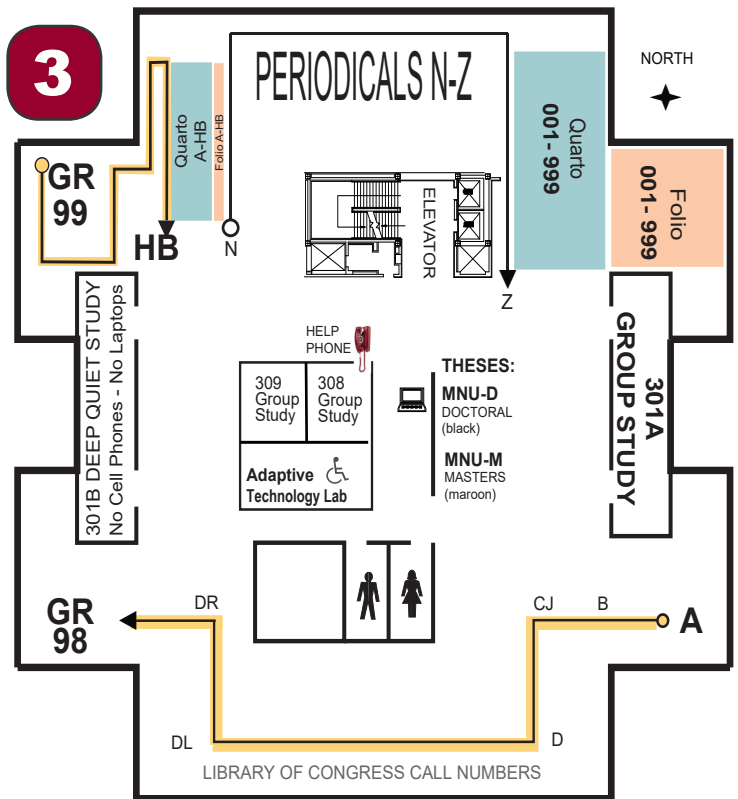 3
PERIODICALS N-Z
NORTH
Quarto
A-HB
Folio A-HB
Quarto
001- 999
Folio
001- 999
GR
99
HB
N
ELEVATOR
Z
HELP
PHONE
309
Group
Study
308
Group
Study
Adaptive
Technology Lab
THESES:
MNU-D
DOCTORAL
(black)
MNU-M
MASTERS
(maroon)
301B DEEP QUIET STUDY
No Cell Phones - No Laptops
301A
GROUP STUDY
GR
98
DR
CJ
B
A
DL
D
LIBRARY OF CONGRESS CALL NUMBERS